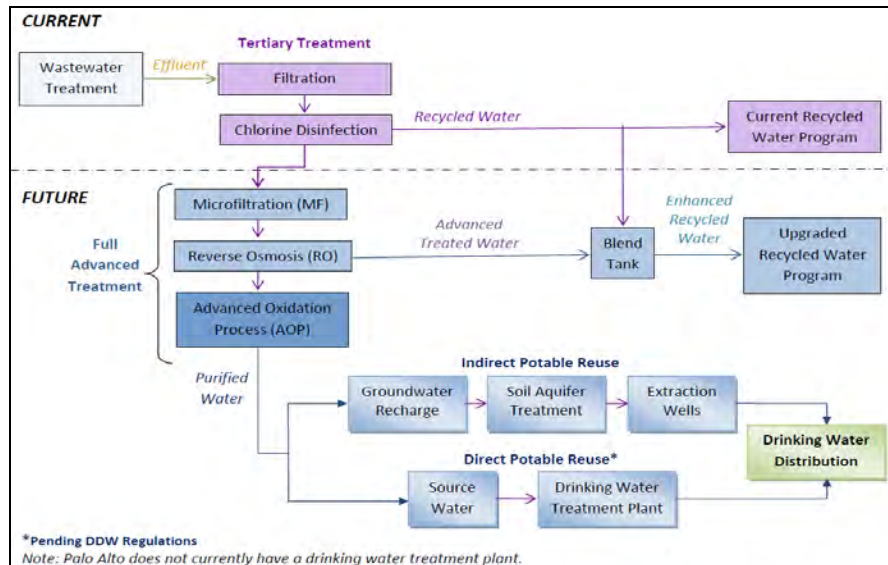 CURRENT
Tertiary Treatment
Wastewater
Treatment
Effluent
Filtration
Chlorine Disinfection
Recycled Water
Current Recycled
Water Program
FUTURE
Full
Advanced
Treatment
Microfiltration (MF)
Reverse Osmosis (RO)
Advanced Oxidation
Process (AOP)
Advanced
Treated Water
Blend
Tank
Enhanced
Recycled
Water
Upgraded
Recycled Water
Program
Purified
Water
Indirect Potable Reuse
Groundwater
Recharge
Soil Aquifer
Treatment
Extraction
Wells
Drinking Water
Distribution
Direct Potable Reuse*
Source
Water
Drinking Water
Treatment Plant
*Pending DDW Regulations
Note: Palo Alto does not currently have a drinking water treatment plant.